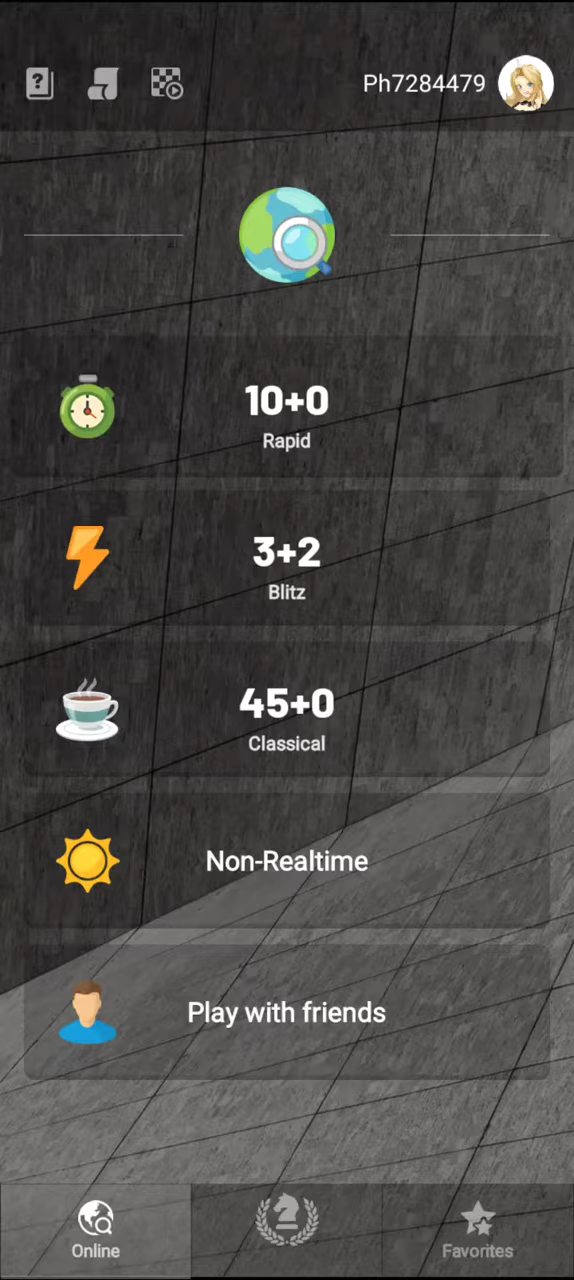 Ph7284479
10+0
Rapid
3+2
Blitz
45+0
Classical
Non-Realtime
Play with friends
Online
Favorites